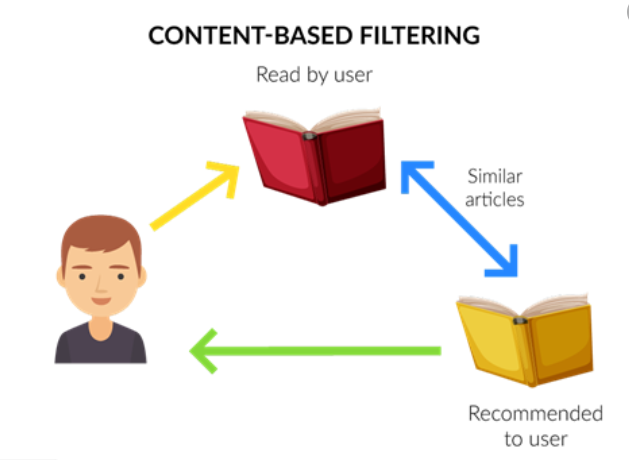 CONTENT-BASED FILTERING
Read by user
Similar
articles
Recommended
to user